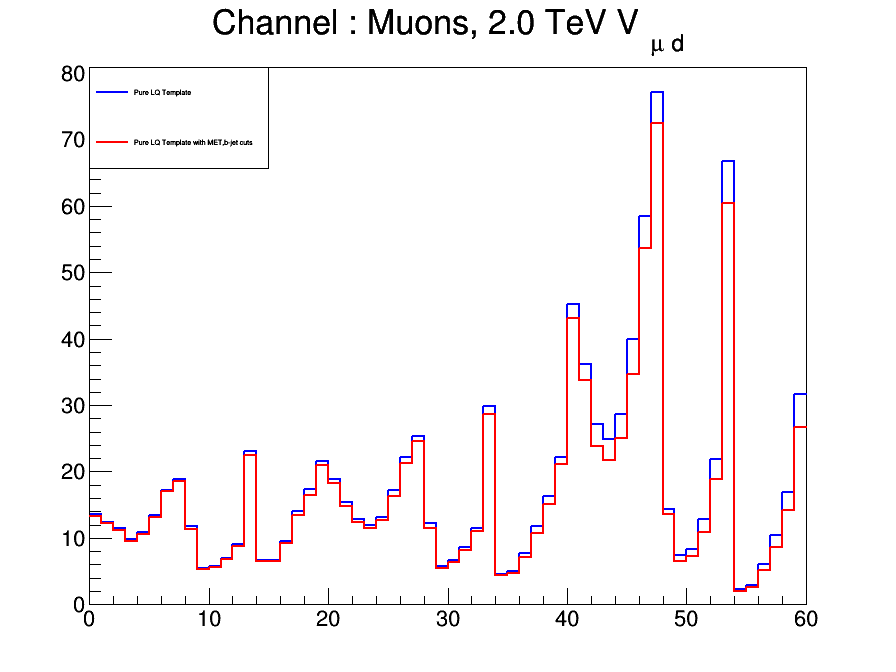 Channel : Muons, 2.0 TeV V μ d
80
Pure LQ Template
70
Pure LQ Template with MET,b-jet cuts
60
50
40
30
20
10
0
0 10 20 30 40 50 60